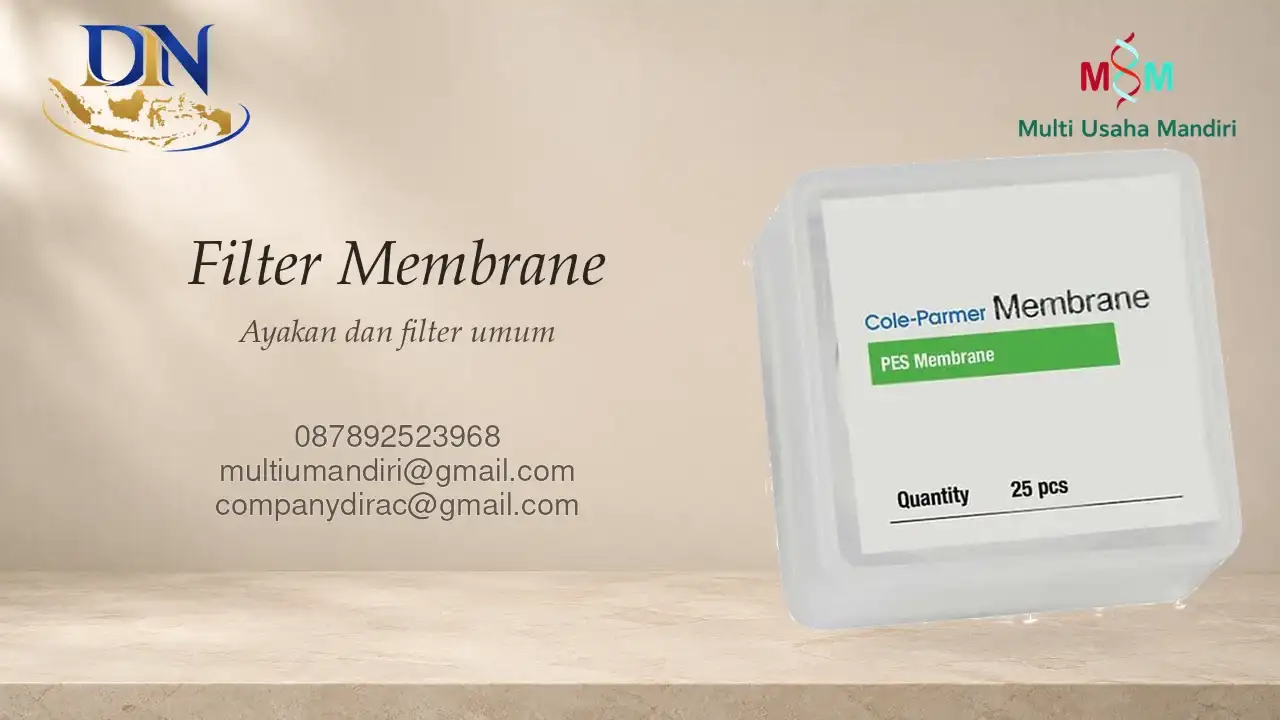 DN
MSM
Multi Usaha Mandiri
Filter Membrane
Ayakan dan filter umum
087892523968
multiumandiri@gmail.com
companydirac@gmail.com
Cole-Parmer Membrane
PES Membrane
Quantity 25 pcs